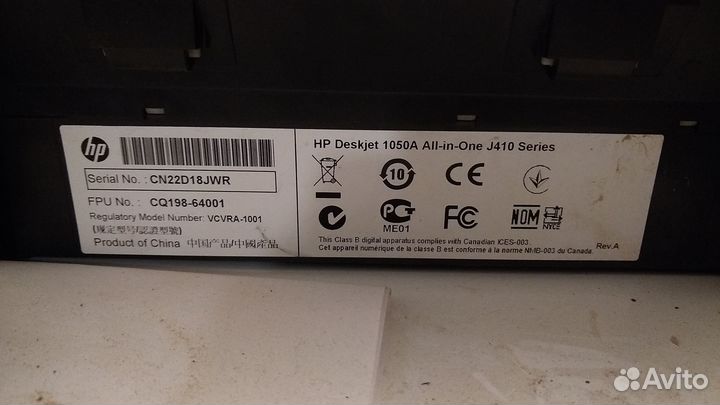 hp
Serial No.: CN22D18JWR
FPU No. : CQ198-64001
Regulatory Model Number: VCVRA-1001
(规定型号/認證型號)
Product of China 中国产品/中國產品
HP Deskjet 1050A All-in-One J410 Series
10
CE
N
PG
ME01
FC
NOM
NYCE
This Class B digital apparatus complies with Canadian ICES-003.
Cet appareil numérique de la classe B est conforme à la norme NMB-003 du Canada.
Rev.A
Avito